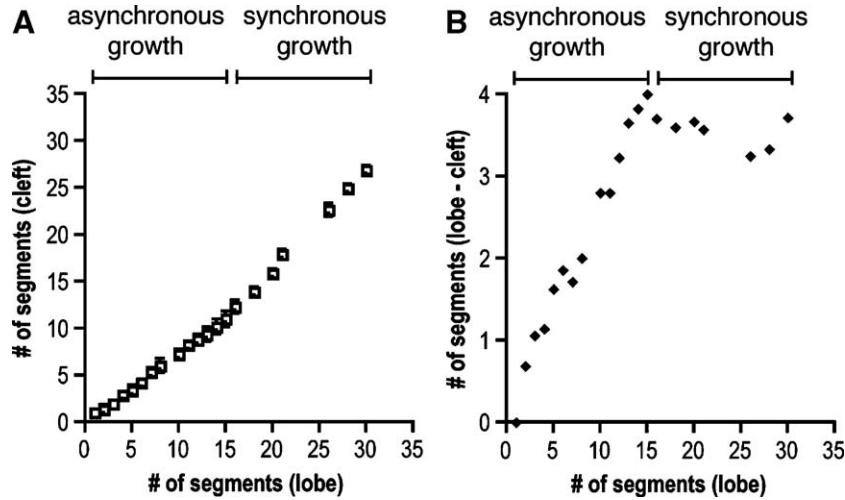 A
asynchronous
growth
synchronous
growth
35
30
25
20
15
10
5
0
# of segments (cleft)
0 5 10 15 20 25 30 35
# of segments (lobe)
B
asynchronous
growth
synchronous
growth
4
3
2
1
0
# of segments (lobe - cleft)
0 5 10 15 20 25 30 35
# of segments (lobe)